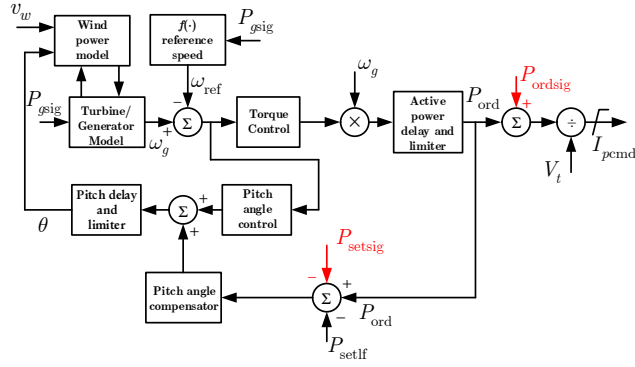 v_w
Wind
power
model
f(·)
reference
speed
P_gsig
ω_ref
P_gsig
Turbine/
Generator
Model
ω_g
+
−
Σ
Torque
Control
ω_g
×
Active
power
delay and
limiter
P_ord
P_ordsig
+
Σ
÷
V_t
I_pcmd
Pitch delay
and
limiter
θ
Σ
+
+
Pitch
angle
control
P_setsig
−
+
Σ
−
P_ord
P_setlf
Pitch angle
compensator